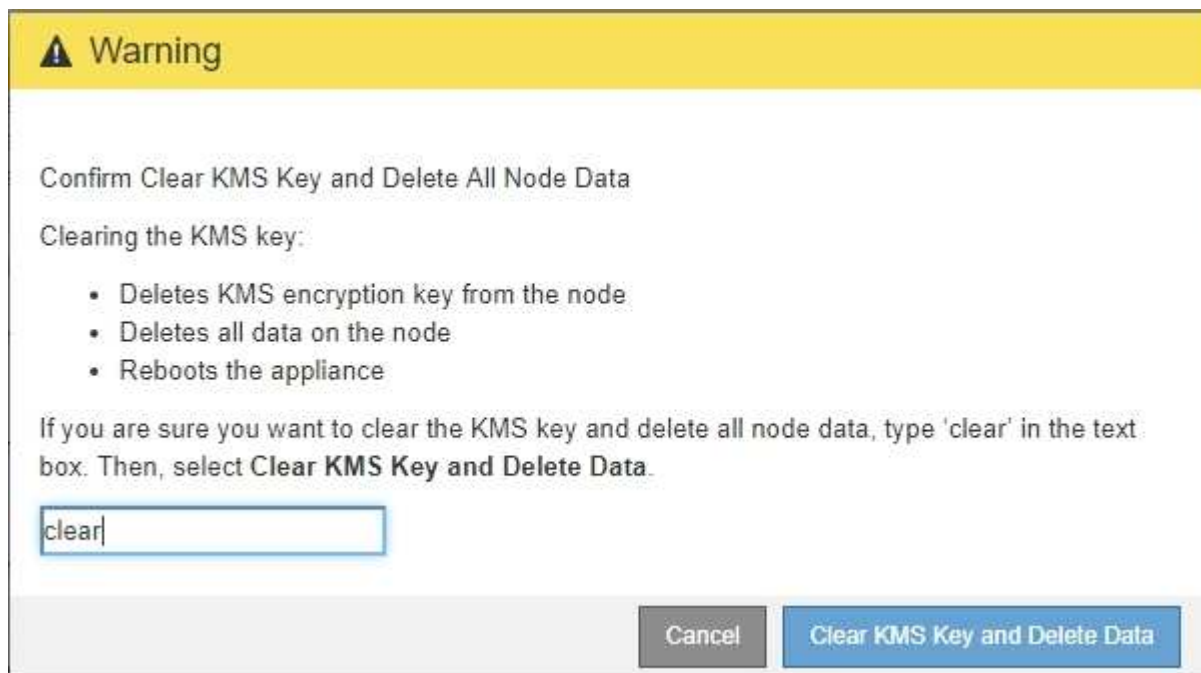 Warning
Confirm Clear KMS Key and Delete All Node Data
Clearing the KMS key:
• Deletes KMS encryption key from the node
• Deletes all data on the node
• Reboots the appliance
If you are sure you want to clear the KMS key and delete all node data, type ‘clear’ in the text
box. Then, select Clear KMS Key and Delete Data.
clear
Cancel
Clear KMS Key and Delete Data